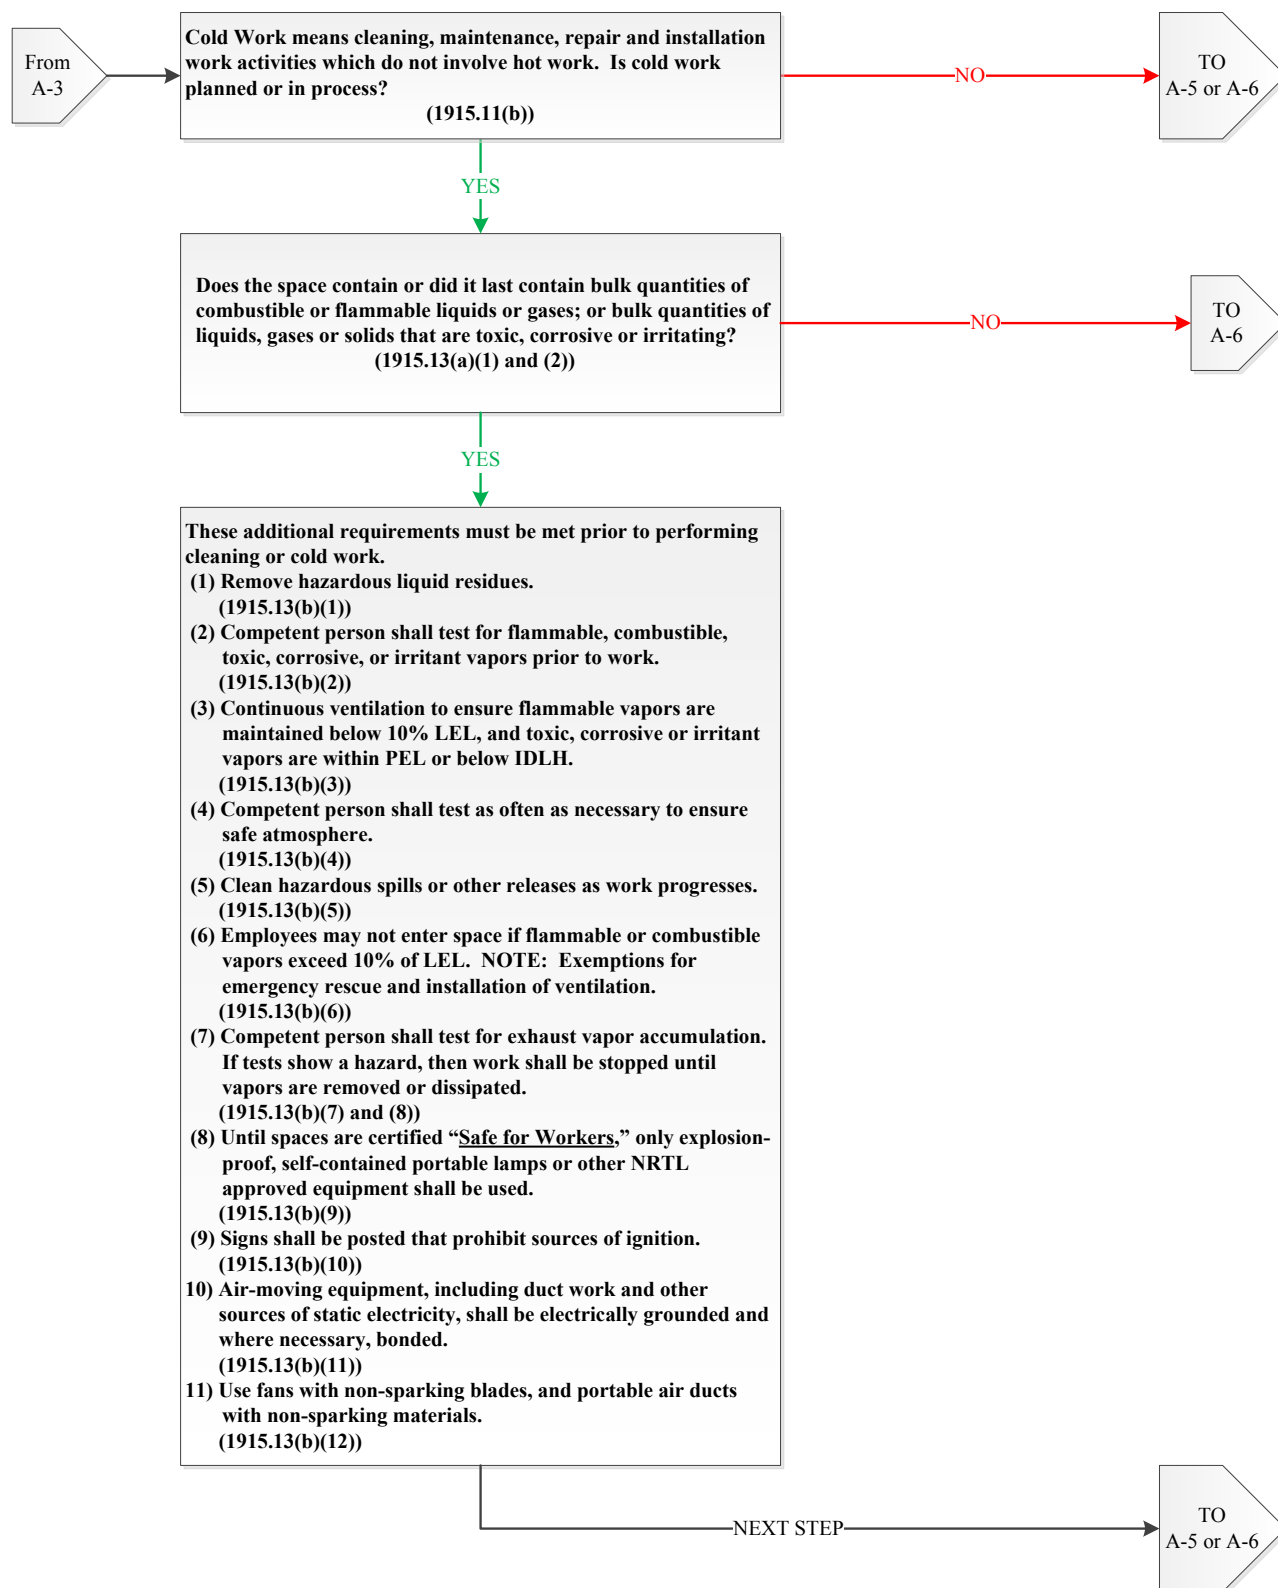 From
A-3
Cold Work means cleaning, maintenance, repair and installation
work activities which do not involve hot work.  Is cold work
planned or in process?
(1915.11(b))
NO
TO
A-5 or A-6
YES
Does the space contain or did it last contain bulk quantities of
combustible or flammable liquids or gases; or bulk quantities of
liquids, gases or solids that are toxic, corrosive or irritating?
(1915.13(a)(1) and (2))
NO
TO
A-6
YES
These additional requirements must be met prior to performing
cleaning or cold work.
(1) Remove hazardous liquid residues.
(1915.13(b)(1))
(2) Competent person shall test for flammable, combustible,
toxic, corrosive, or irritant vapors prior to work.
(1915.13(b)(2))
(3) Continuous ventilation to ensure flammable vapors are
maintained below 10% LEL, and toxic, corrosive or irritant
vapors are within PEL or below IDLH.
(1915.13(b)(3))
(4) Competent person shall test as often as necessary to ensure
safe atmosphere.
(1915.13(b)(4))
(5) Clean hazardous spills or other releases as work progresses.
(1915.13(b)(5))
(6) Employees may not enter space if flammable or combustible
vapors exceed 10% of LEL.  NOTE:  Exemptions for
emergency rescue and installation of ventilation.
(1915.13(b)(6))
(7) Competent person shall test for exhaust vapor accumulation.
If tests show a hazard, then work shall be stopped until
vapors are removed or dissipated.
(1915.13(b)(7) and (8))
(8) Until spaces are certified “Safe for Workers,” only explosion-
proof, self-contained portable lamps or other NRTL
approved equipment shall be used.
(1915.13(b)(9))
(9) Signs shall be posted that prohibit sources of ignition.
(1915.13(b)(10))
10) Air-moving equipment, including duct work and other
sources of static electricity, shall be electrically grounded and
where necessary, bonded.
(1915.13(b)(11))
11) Use fans with non-sparking blades, and portable air ducts
with non-sparking materials.
(1915.13(b)(12))
NEXT STEP
TO
A-5 or A-6